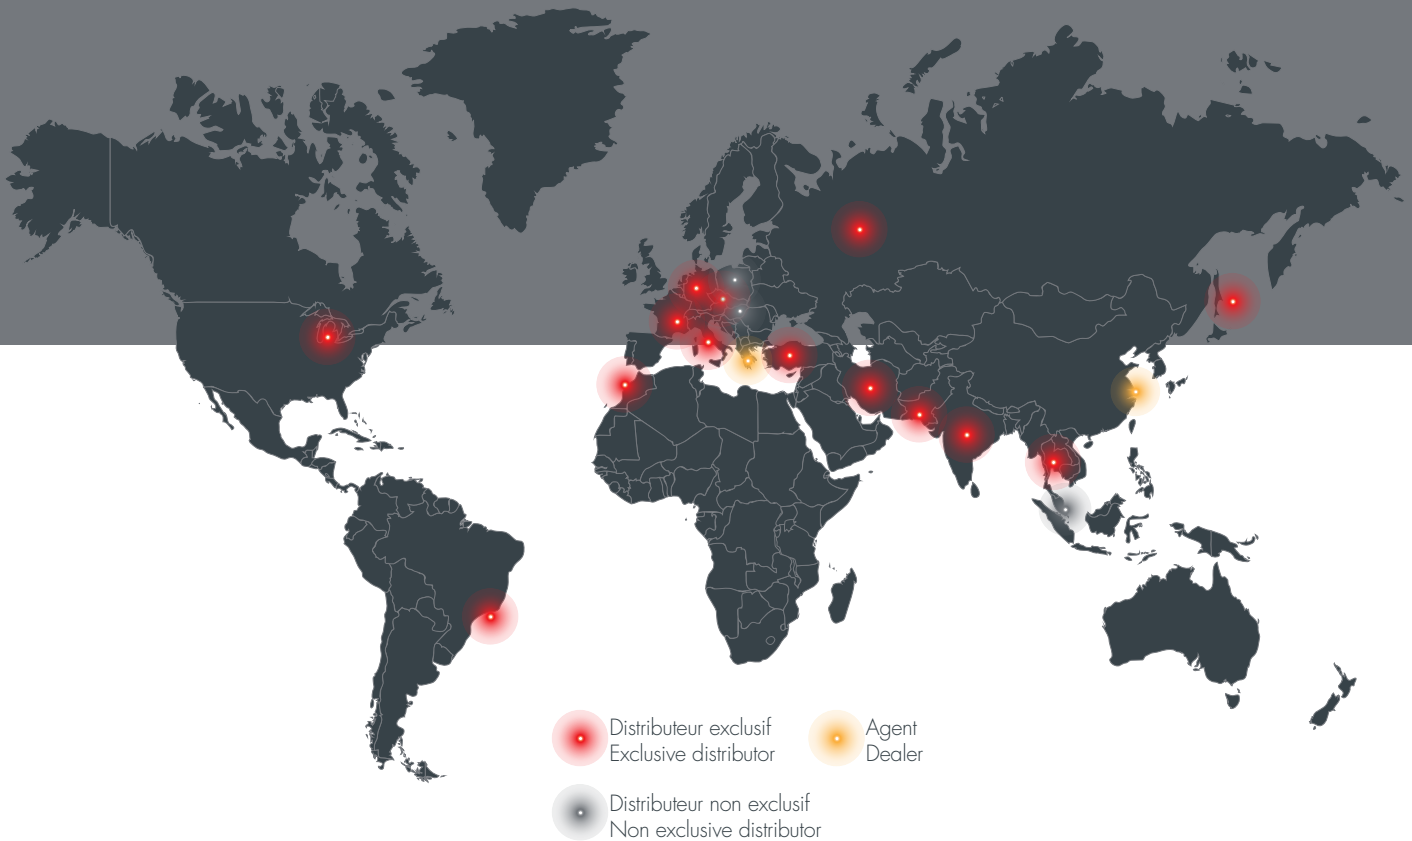 Distributeur exclusif
Exclusive distributor
Agent
Dealer
Distributeur non exclusif
Non exclusive distributor